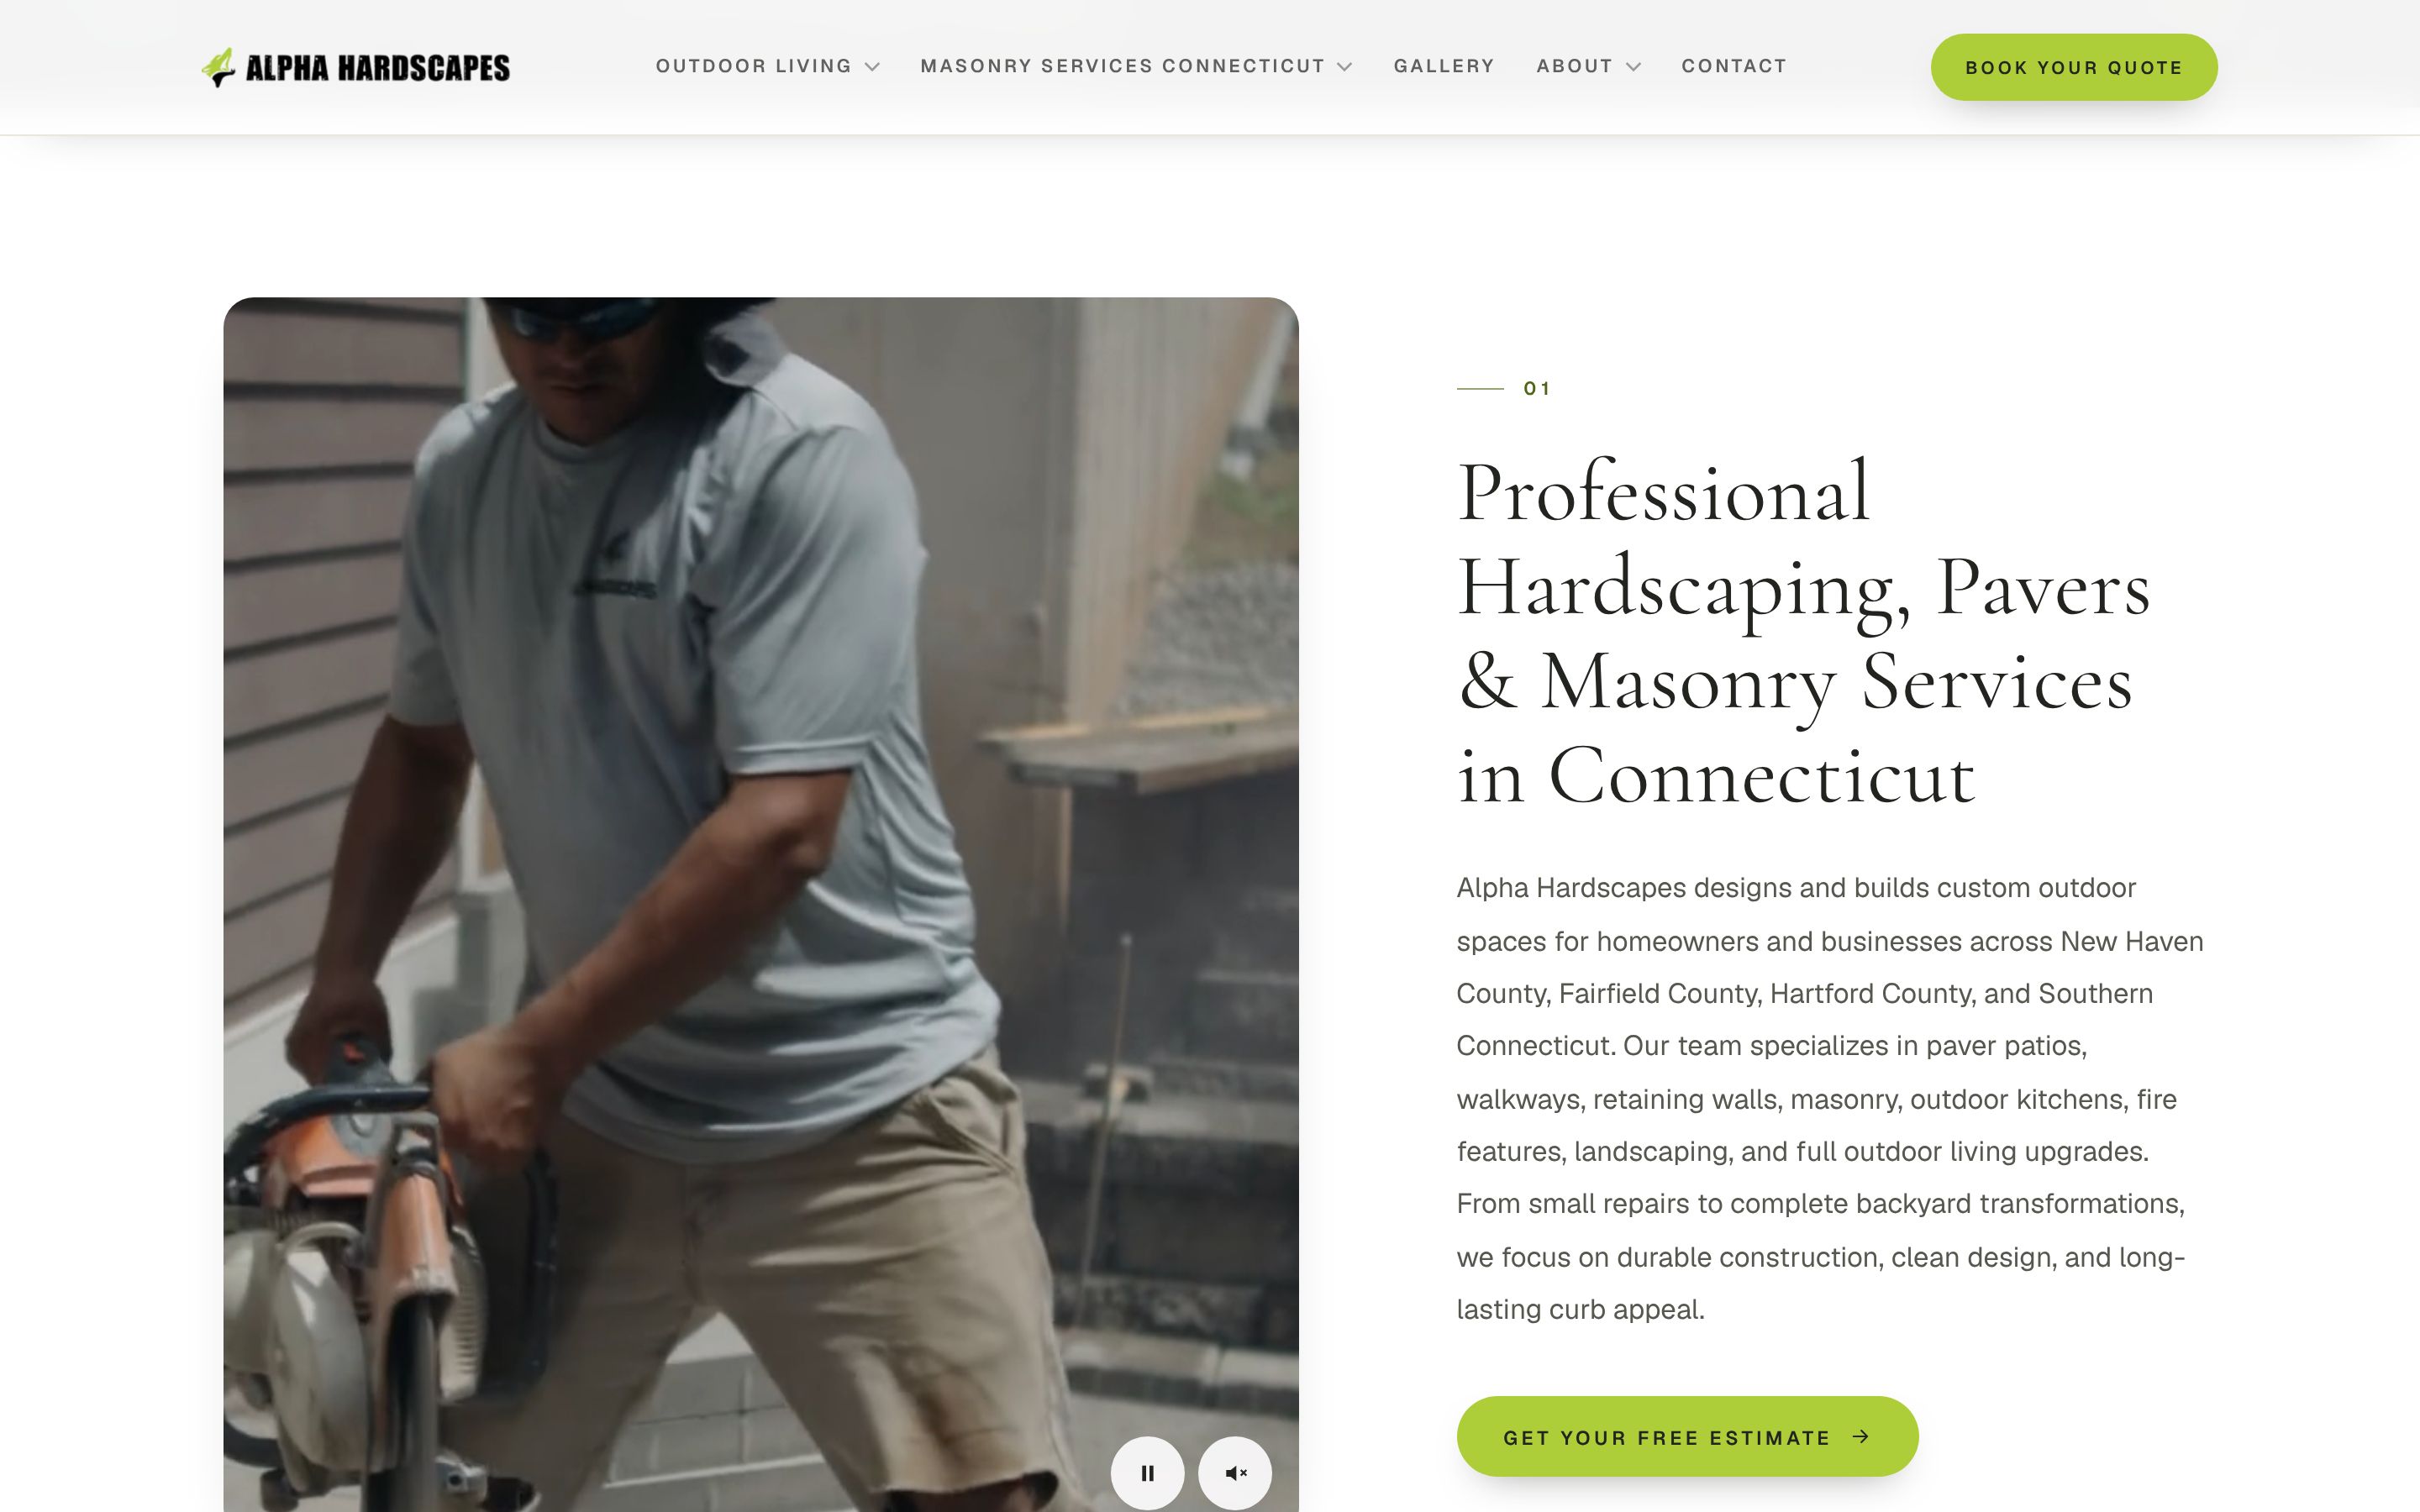 ALPHA HARDSCAPES
OUTDOOR LIVING
MASONRY SERVICES CONNECTICUT
GALLERY
ABOUT
CONTACT
BOOK YOUR QUOTE
01
Professional
Hardscaping, Pavers
& Masonry Services
in Connecticut
Alpha Hardscapes designs and builds custom outdoor
spaces for homeowners and businesses across New Haven
County, Fairfield County, Hartford County, and Southern
Connecticut. Our team specializes in paver patios,
walkways, retaining walls, masonry, outdoor kitchens, fire
features, landscaping, and full outdoor living upgrades.
From small repairs to complete backyard transformations,
we focus on durable construction, clean design, and long-
lasting curb appeal.
GET YOUR FREE ESTIMATE